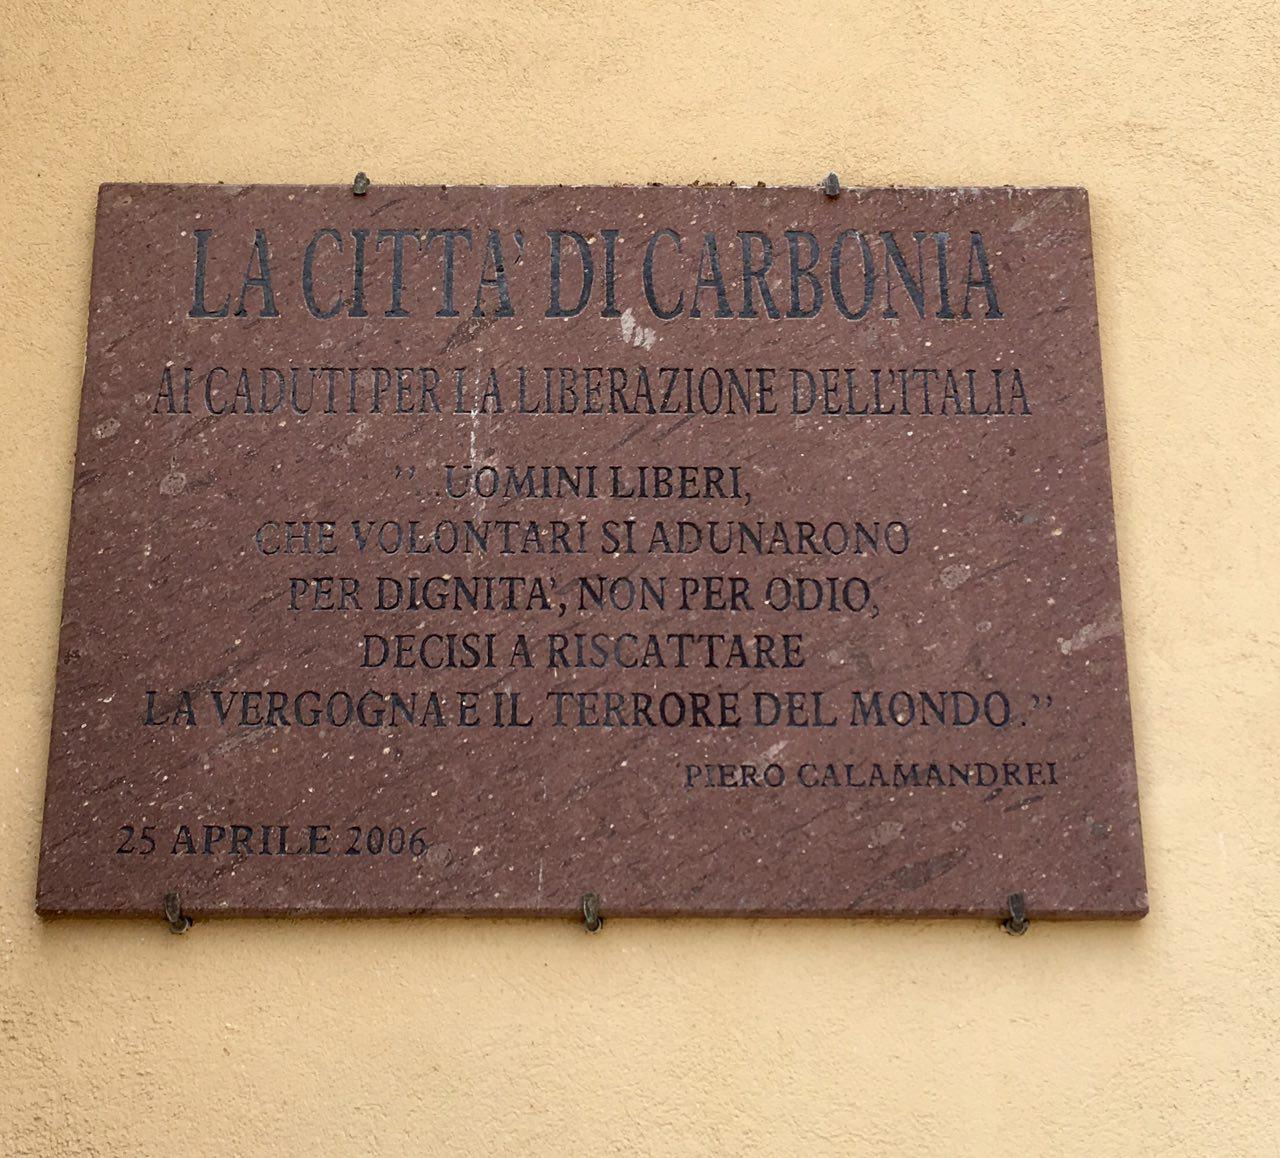 LA CITTA' DI CARBONIA
AI CADUTI PER LA LIBERAZIONE DELL'ITALIA
"...UOMINI LIBERI,
CHE VOLONTARI SI ADUNARONO
PER DIGNITA', NON PER ODIO,
DECISI A RISCATTARE
LA VERGOGNA E IL TERRORE DEL MONDO."
PIERO CALAMANDREI
25 APRILE 2006